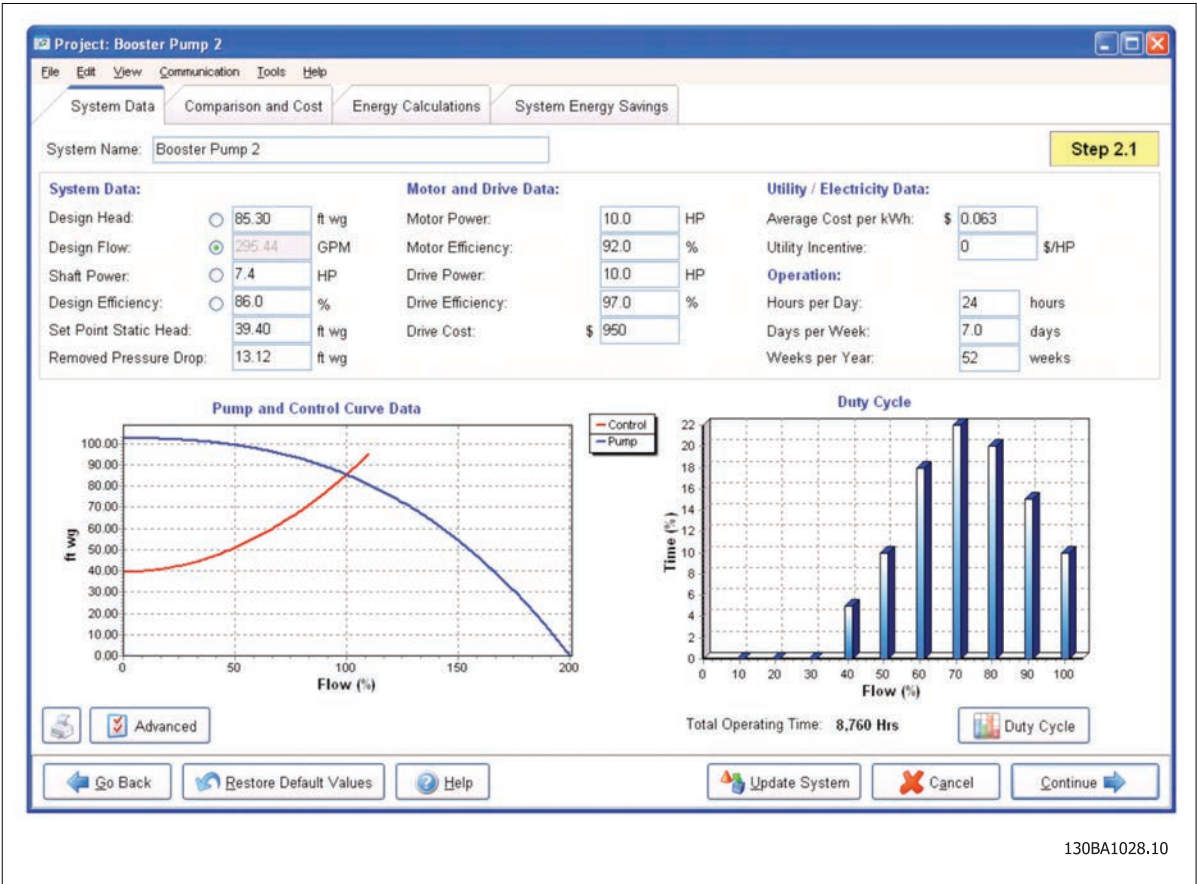 Project: Booster Pump 2
File Edit View Communication Tools Help
System Data Comparison and Cost Energy Calculations System Energy Savings
System Name: Booster Pump 2 Step 2.1
System Data:
Design Head: 85.30 ft wg
Design Flow: 295.44 GPM
Shaft Power: 7.4 HP
Design Efficiency: 86.0 %
Set Point Static Head: 39.40 ft wg
Removed Pressure Drop: 13.12 ft wg
Motor and Drive Data:
Motor Power: 10.0 HP
Motor Efficiency: 92.0 %
Drive Power: 10.0 HP
Drive Efficiency: 97.0 %
Drive Cost: $ 950
Utility / Electricity Data:
Average Cost per kWh: $ 0.063
Utility Incentive: 0 $/HP
Operation:
Hours per Day: 24 hours
Days per Week: 7.0 days
Weeks per Year: 52 weeks
Pump and Control Curve Data
Control
Pump
100.00
90.00
80.00
70.00
60.00
50.00
40.00
30.00
20.00
10.00
0.00
ft wg
0 50 100 150 200
Flow (%)
Duty Cycle
22
20
18
16
14
12
10
8
6
4
2
0
Time (%)
0 10 20 30 40 50 60 70 80 90 100
Flow (%)
Advanced
Total Operating Time: 8,760 Hrs
Duty Cycle
Go Back Restore Default Values Help Update System Cancel Continue
130BA1028.10